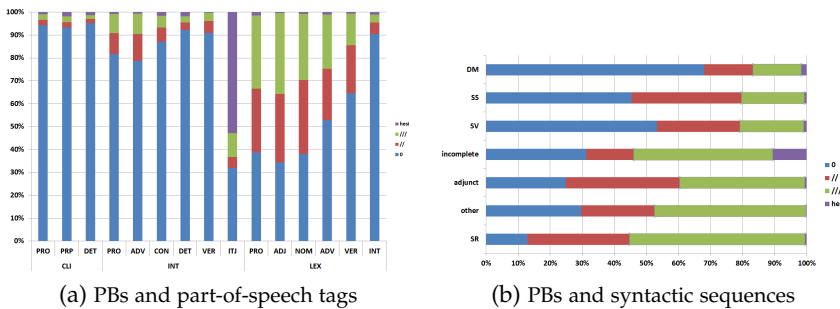 100%
90%
80%
70%
60%
50%
40%
30%
20%
10%
0%
hesi
///
//
0
PRO PRP DET PRO ADV CON DET VER ITJ PRO ADJ NOM ADV VER INT
CLI INT LEX
(a) PBs and part-of-speech tags
DM
SS
SV
incomplete
adjunct
other
SR
0% 10% 20% 30% 40% 50% 60% 70% 80% 90% 100%
0
//
///
he
(b) PBs and syntactic sequences